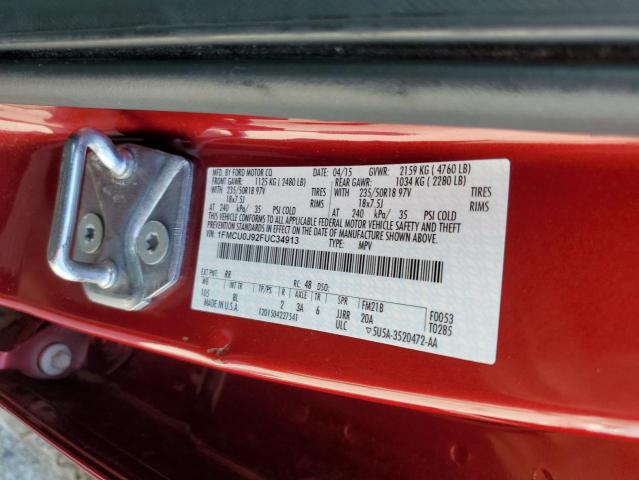 MFD. BY FORD MOTOR CO. 04/15 GVWR: 2159 KG ( 4760 LB)
FRONT GAWR: 1125 KG ( 2480 LB) REAR GAWR: 1034 KG ( 2280 LB)
WITH 235/50R18 97V TIRES WITH 235/50R18 97V TIRES
18x7.5J RIMS 18x7.5J RIMS
AT 240 kPa/ 35 PSI COLD AT 240 kPa/ 35 PSI COLD
THIS VEHICLE CONFORMS TO ALL APPLICABLE FEDERAL MOTOR VEHICLE SAFETY AND THEFT
PREVENTION STANDARDS IN EFFECT ON THE DATE OF MANUFACTURE SHOWN ABOVE.
VIN: 1FMCU0J92FUC34913 TYPE: MPV
EXT PNT: RR RC: 48 DSO:
WB INT TR TP/PS R AXLE TR SPR FM21B F0053
105 BL 2 3A 6 JJRR 20A T0285
MADE IN U.S.A. 1201504227541 ULC ▽5U5A-3520472-AA